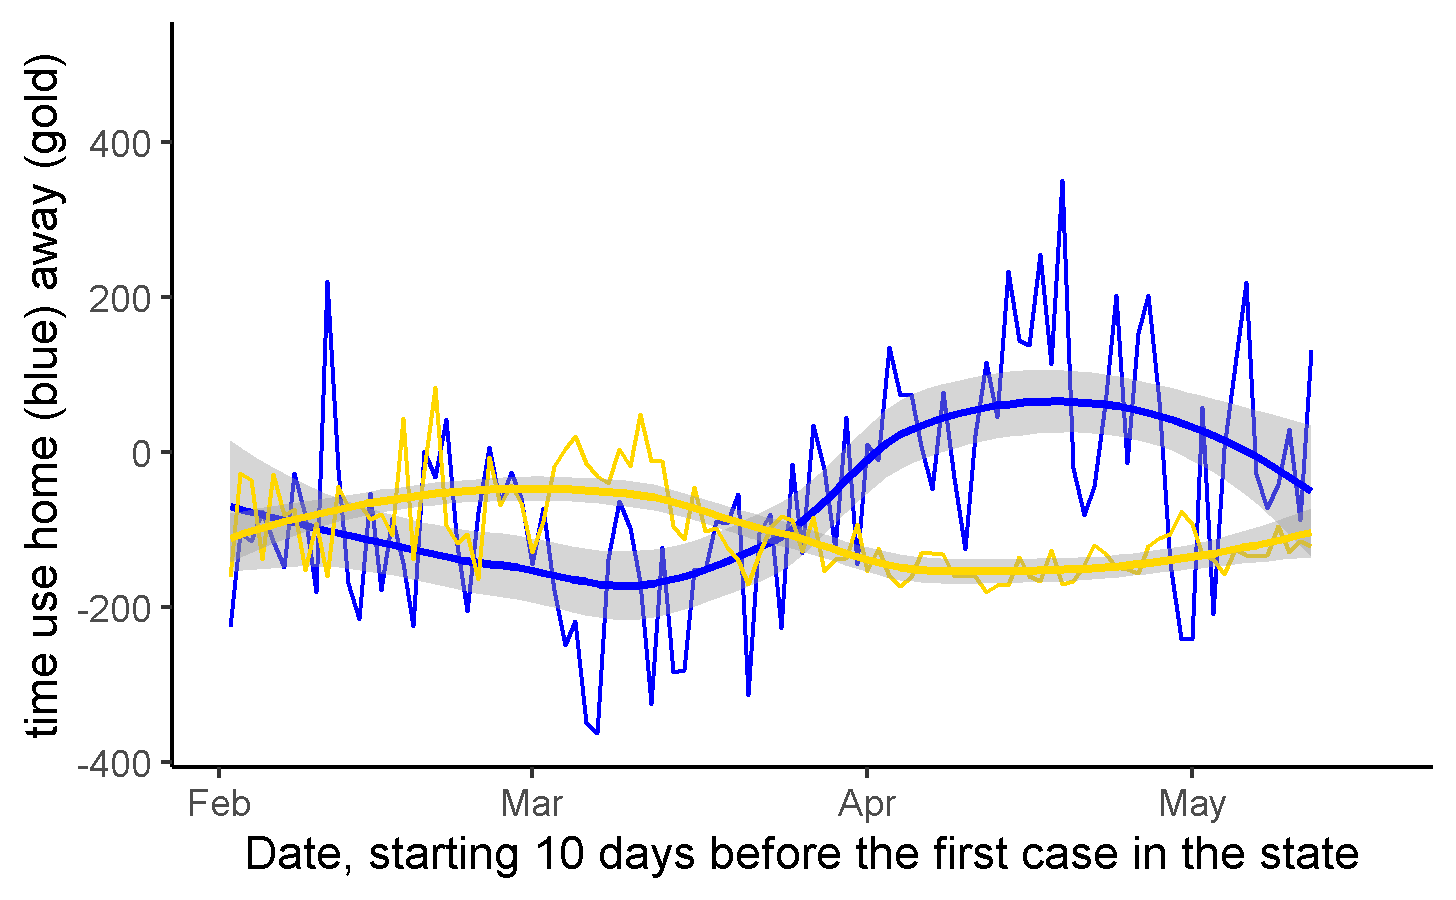 time use home (blue) away (gold)
400
200
0
-200
-400
Feb Mar Apr May
Date, starting 10 days before the first case in the state